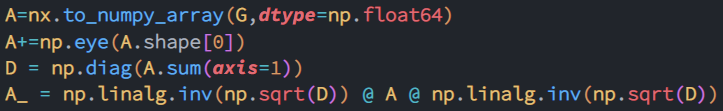 A=nx.to_numpy_array(G,dtype=np.float64)
A+=np.eye(A.shape[0])
D = np.diag(A.sum(axis=1))
A_ = np.linalg.inv(np.sqrt(D)) @ A @ np.linalg.inv(np.sqrt(D))